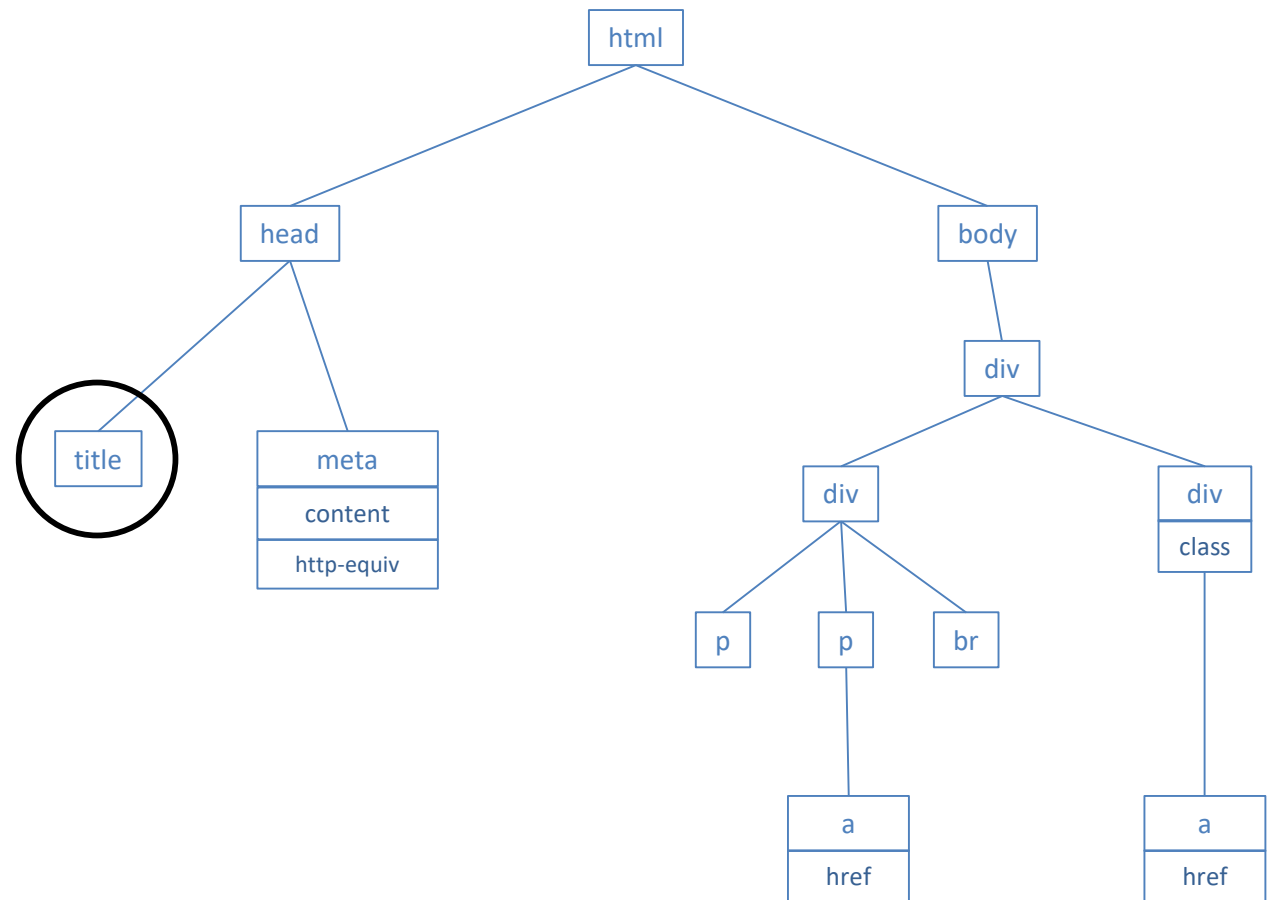 html
head
body
div
title
meta
content
http-equiv
div
div
class
p
p
br
a
href
a
href